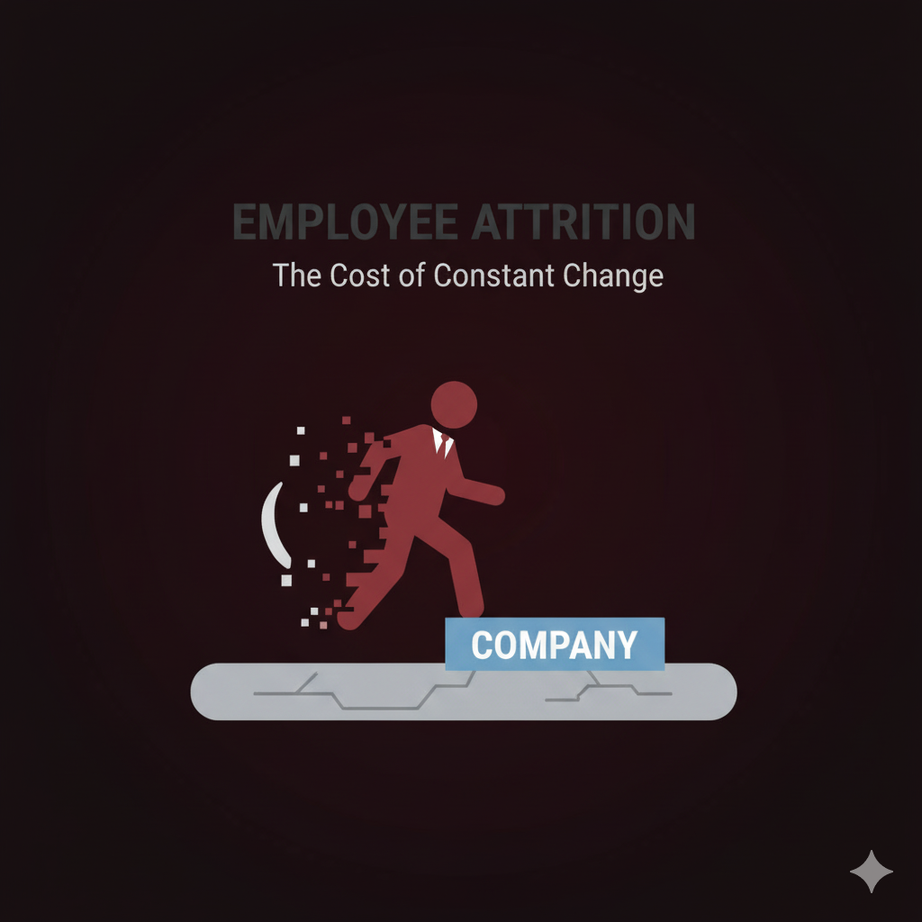 EMPLOYEE ATTRITION
The Cost of Constant Change
COMPANY